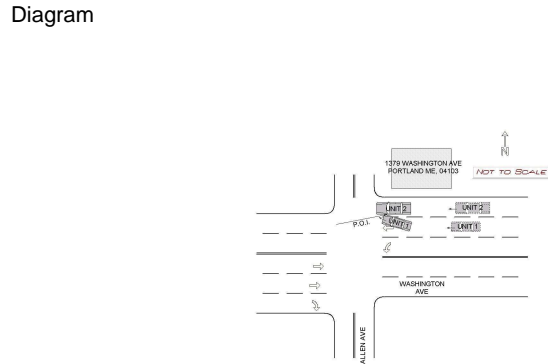 Diagram
N
1379 WASHINGTON AVE
PORTLAND ME, 04103
NOT TO SCALE
UNIT 2
UNIT 2
P.O.I.
UNIT 1
UNIT 1
WASHINGTON
AVE
ALLEN AVE